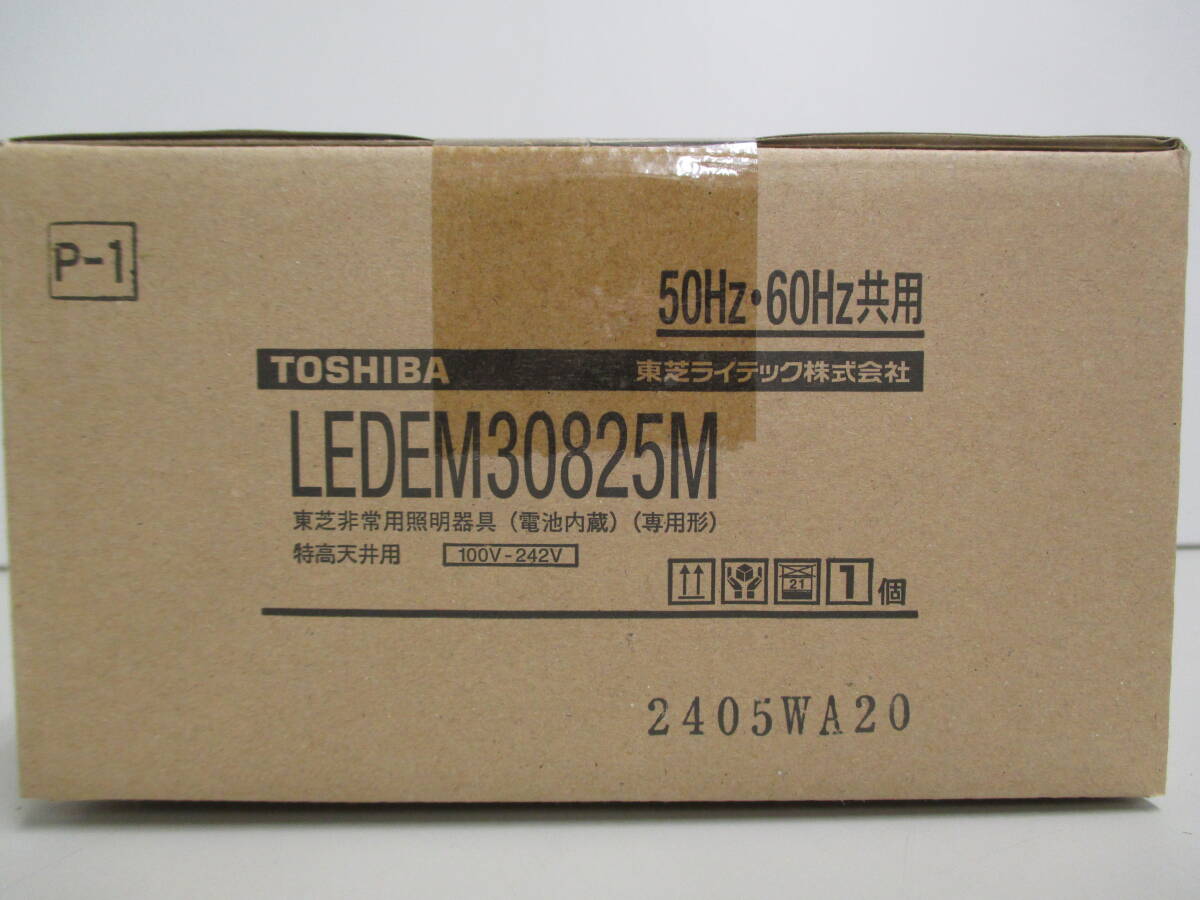 P-1
50Hz・60Hz共用
TOSHIBA 東芝ライテック株式会社
LEDEM30825M
東芝非常用照明器具（電池内蔵）（専用形）
特高天井用 100V-242V
21 1個
2405WA20